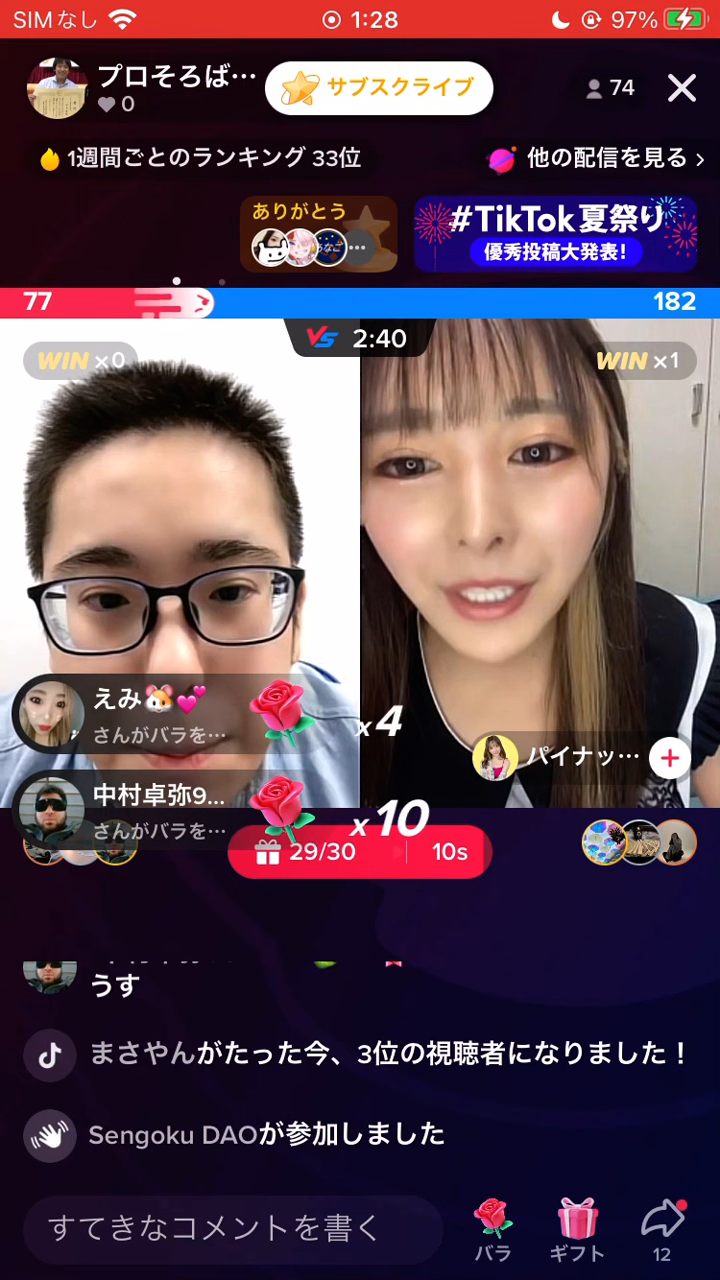 SIMなし
1:28
97%
プロそろば…
サブスクライブ
74
0
1週間ごとのランキング 33位
他の配信を見る
ありがとう
#TikTok夏祭り
優秀投稿大発表!
77
182
WIN x0
VS 2:40
WIN x1
えみ🐹💕
さんがバラを…
x4
パイナッ…
中村卓弥9...
さんがバラを…
x10
29/30
10s
うす
まさやんがたった今、3位の視聴者になりました!
Sengoku DAOが参加しました
すてきなコメントを書く
バラ
ギフト
12